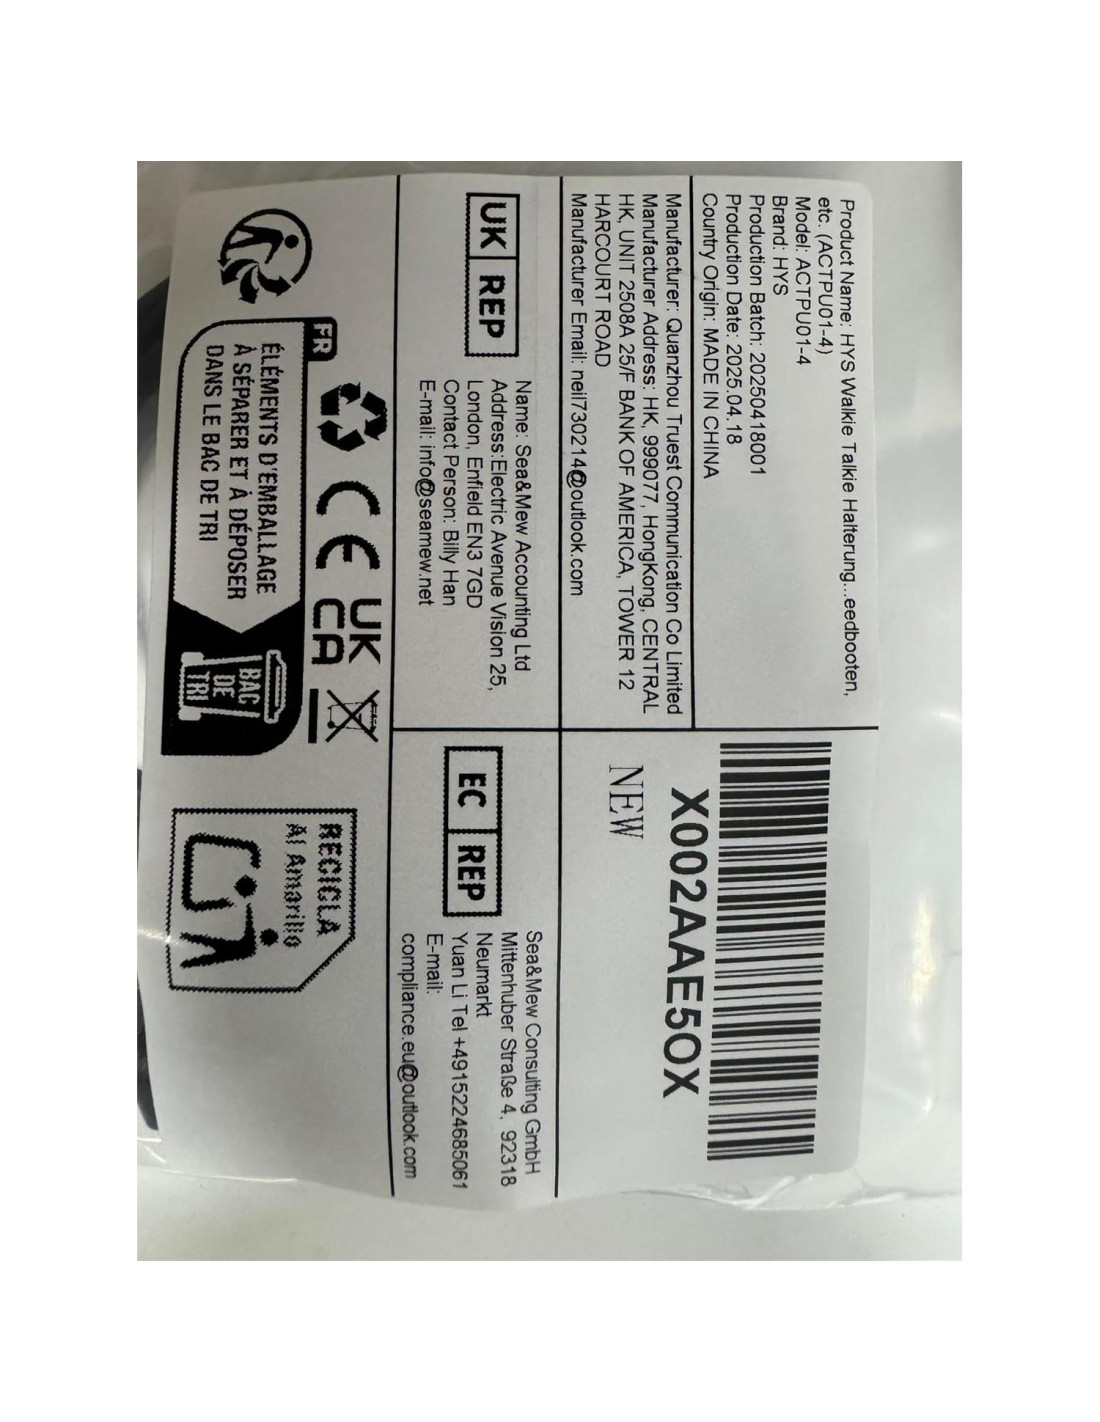 Product Name: HYS Walkie Talkie Halterung...eedbooten,
etc. (ACTPU01-4)
Model: ACTPU01-4
Brand: HYS
Production Batch: 20250418001
Production Date: 2025.04.18
Country Origin: MADE IN CHINA
X002AAE5OX
NEW
Manufacturer: Quanzhou Truest Communication Co Limited
Manufacturer Address: HK, 999077, HongKong, CENTRAL
HK, UNIT 2508A 25/F BANK OF AMERICA, TOWER 12
HARCOURT ROAD
Manufacturer Email: neil730214@outlook.com
UK REP
Name: Sea&Mew Accounting Ltd
Address:Electric Avenue Vision 25,
London, Enfield EN3 7GD
Contact Person: Billy Han
E-mail: info@seamew.net
EC REP
Sea&Mew Consulting GmbH
Mittenhuber Straße 4, 92318
Neumarkt
Yuan Li Tel +4915224685061
E-mail:
compliance.eu@outlook.com
CE
UK
CA
FR
ÉLÉMENTS D'EMBALLAGE
À SÉPARER ET À DÉPOSER
DANS LE BAC DE TRI
BAC
DE
TRI
RECICLA
Al Amarillo